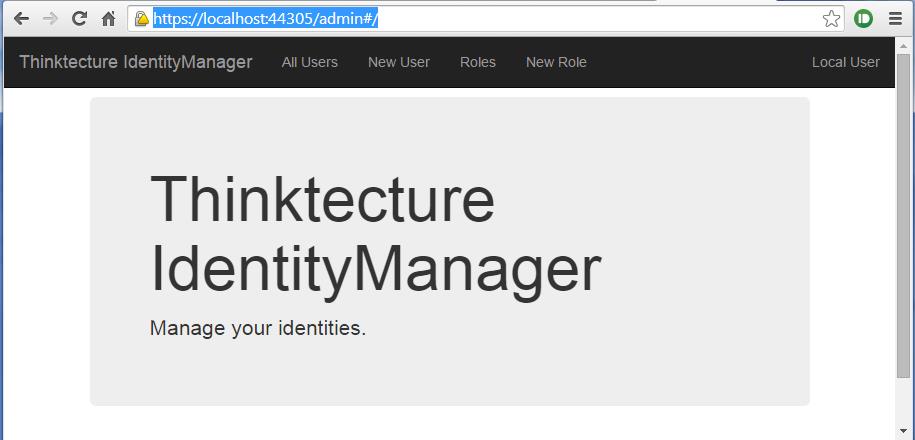 https://localhost:44305/admin#/
Thinktecture IdentityManager All Users New User Roles New Role Local User
Thinktecture
IdentityManager
Manage your identities.